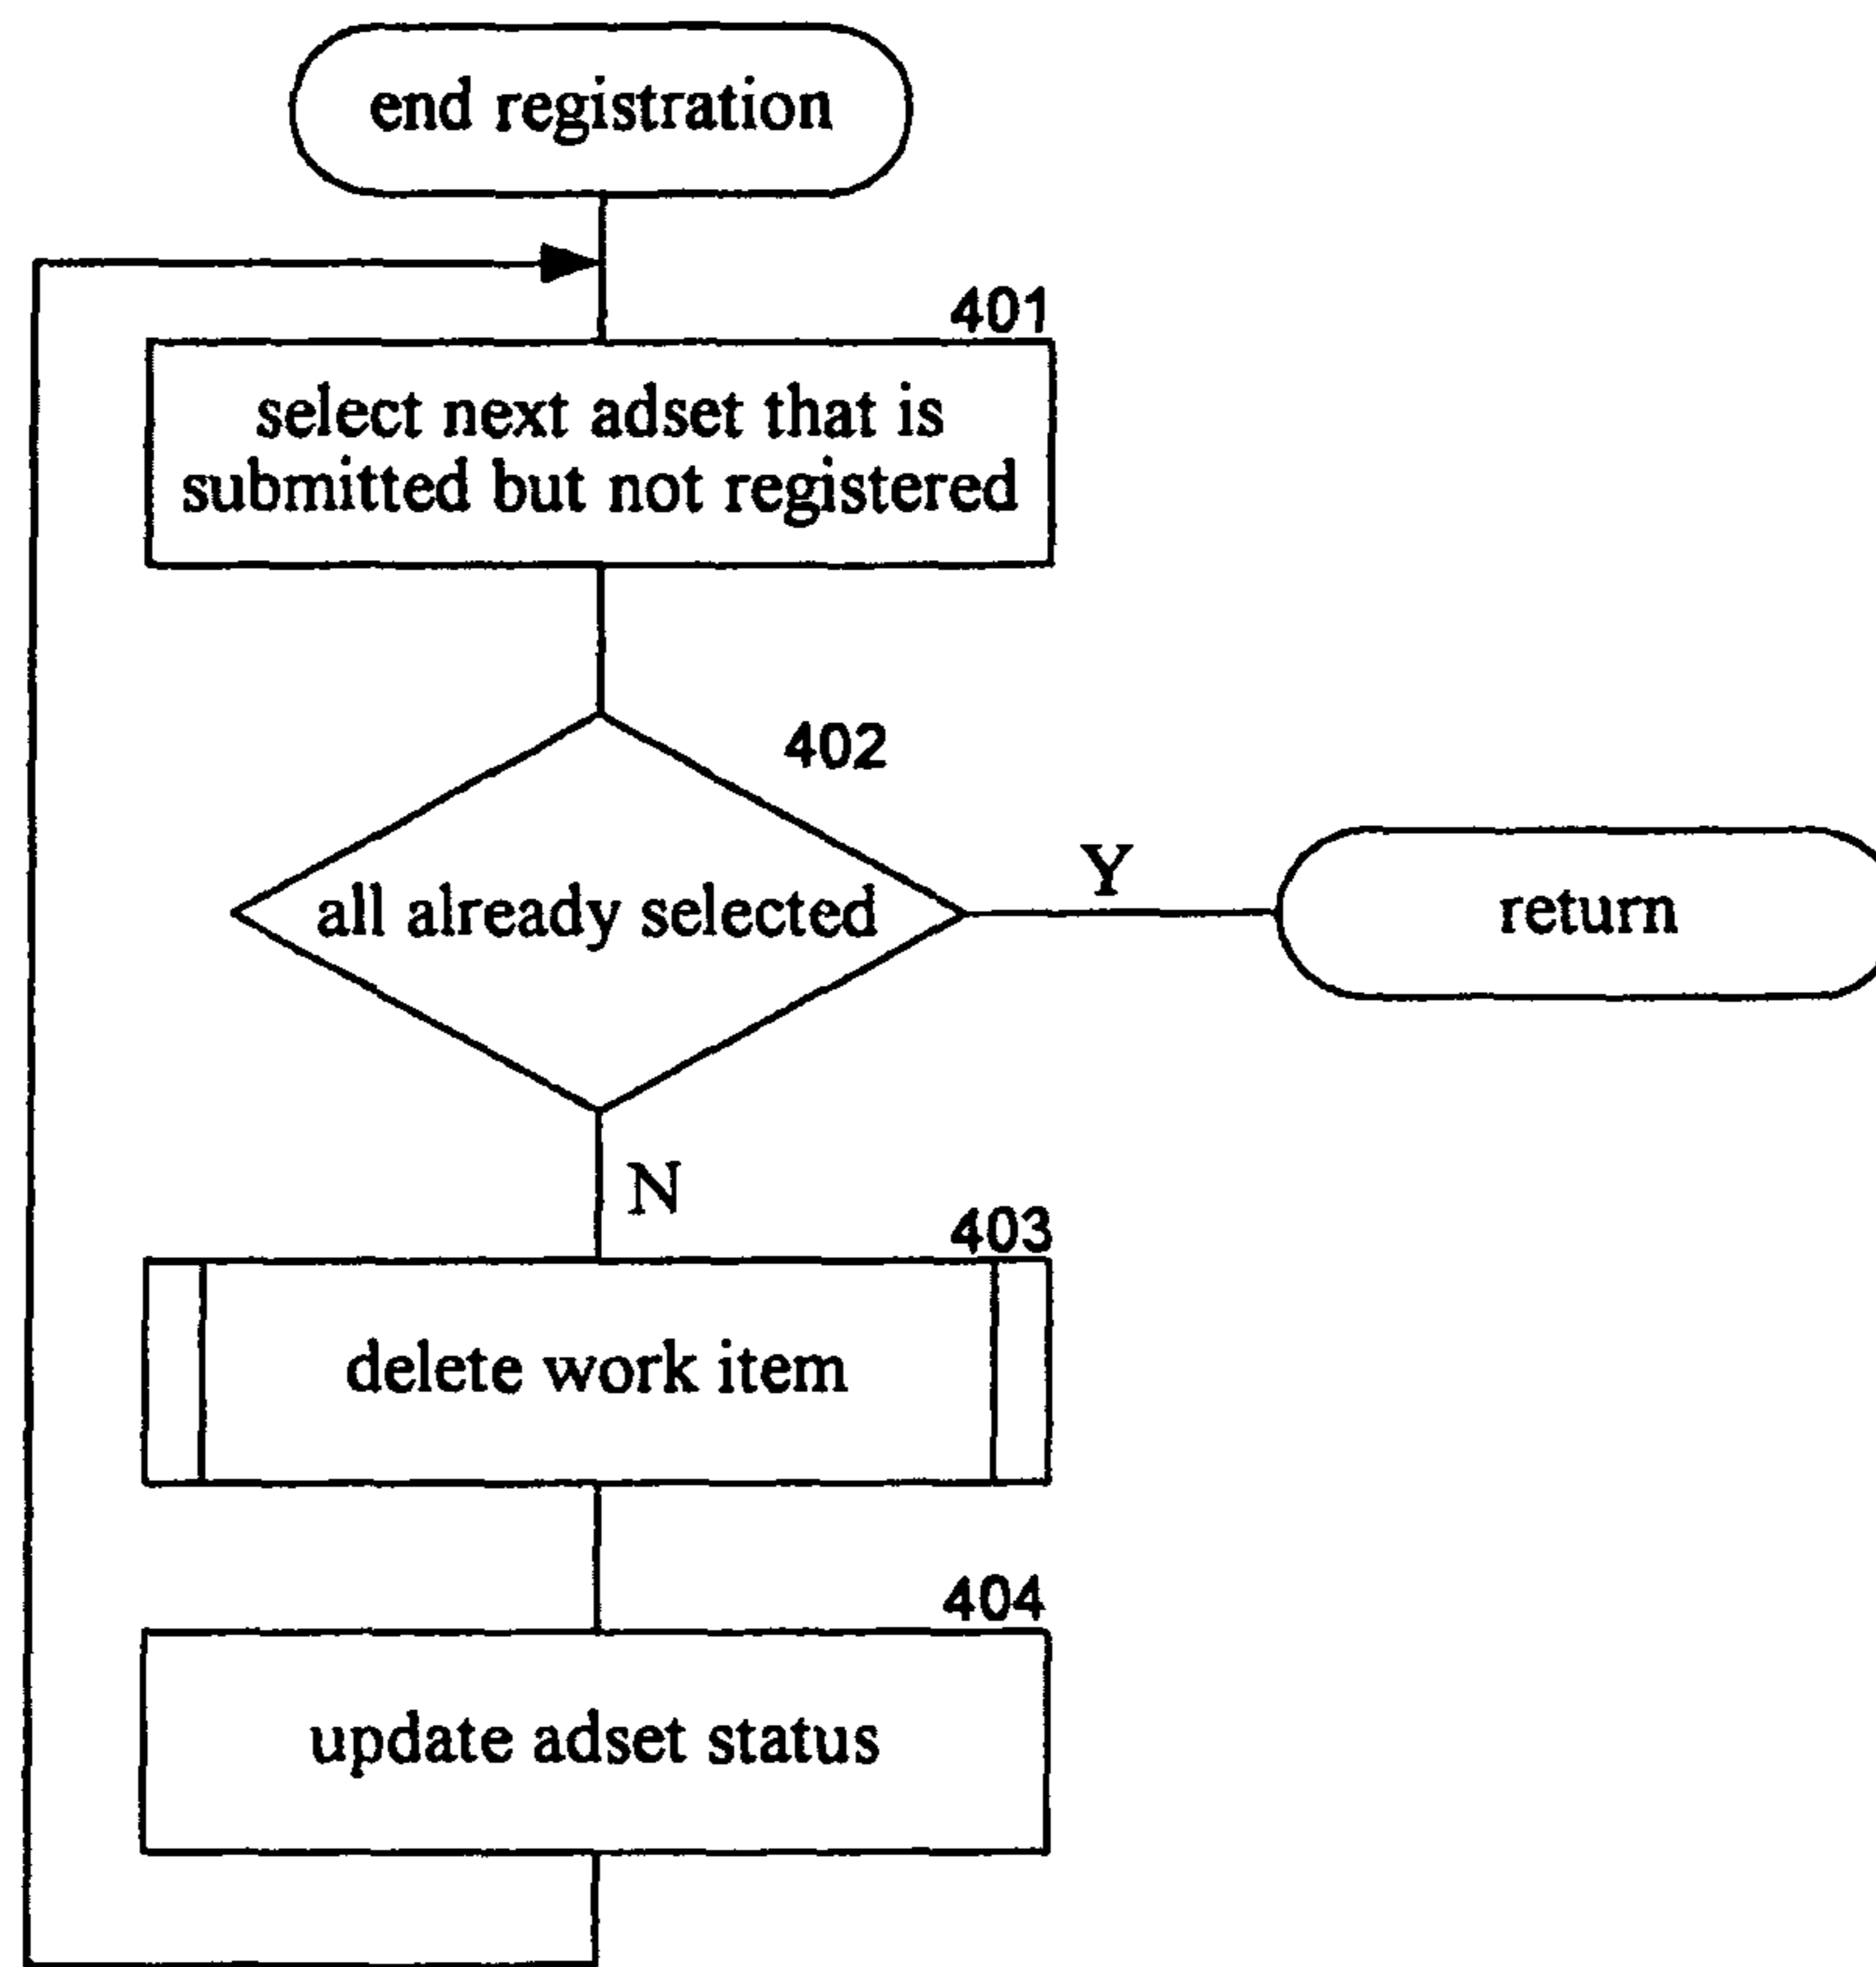 end registration
401
select next adset that is
submitted but not registered
402
all already selected
Y
return
N
403
delete work item
404
update adset status